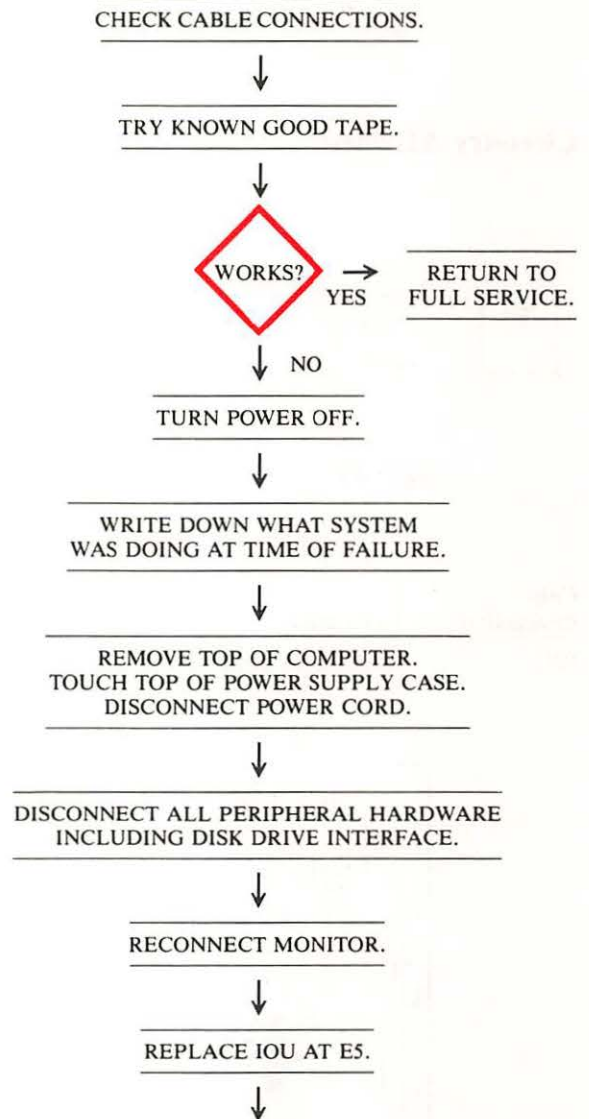 CHECK CABLE CONNECTIONS.
TRY KNOWN GOOD TAPE.
WORKS?
YES
RETURN TO
FULL SERVICE.
NO
TURN POWER OFF.
WRITE DOWN WHAT SYSTEM
WAS DOING AT TIME OF FAILURE.
REMOVE TOP OF COMPUTER.
TOUCH TOP OF POWER SUPPLY CASE.
DISCONNECT POWER CORD.
DISCONNECT ALL PERIPHERAL HARDWARE
INCLUDING DISK DRIVE INTERFACE.
RECONNECT MONITOR.
REPLACE IOU AT E5.